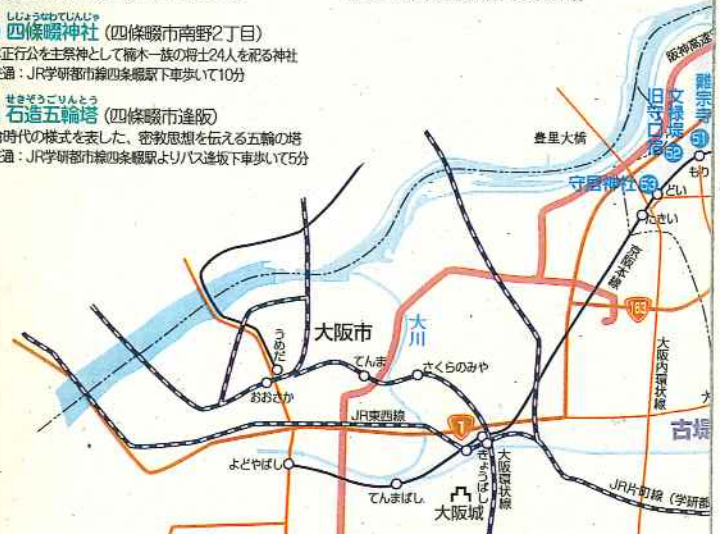 しじょうなわてじんじゃ
四條畷神社 (四條畷市南野2丁目)
正行公を主祭神として楠木一族の将士24人を祀る神社
通：JR学研都市線四条畷駅下車歩いて10分
せきぞうごりんとう
石造五輪塔 (四條畷市逢阪)
時代の様式を表した、密教思想を伝える五輪の塔
通：JR学研都市線四条畷駅よりバス逢坂下車歩いて5分
阪神高速
難宗寺 51
文禄堤 52
旧守口宿
豊里大橋
守居神社 53
もり
どい
たきい
京阪本線
163
大阪市
大川
うめだ
てんま
さくらのみや
おおさか
大阪内環状線
JR東西線
1
古堤
よどやばし
きょうばし
大阪環状線
てんまばし
大阪城
JR片町線 (学研都